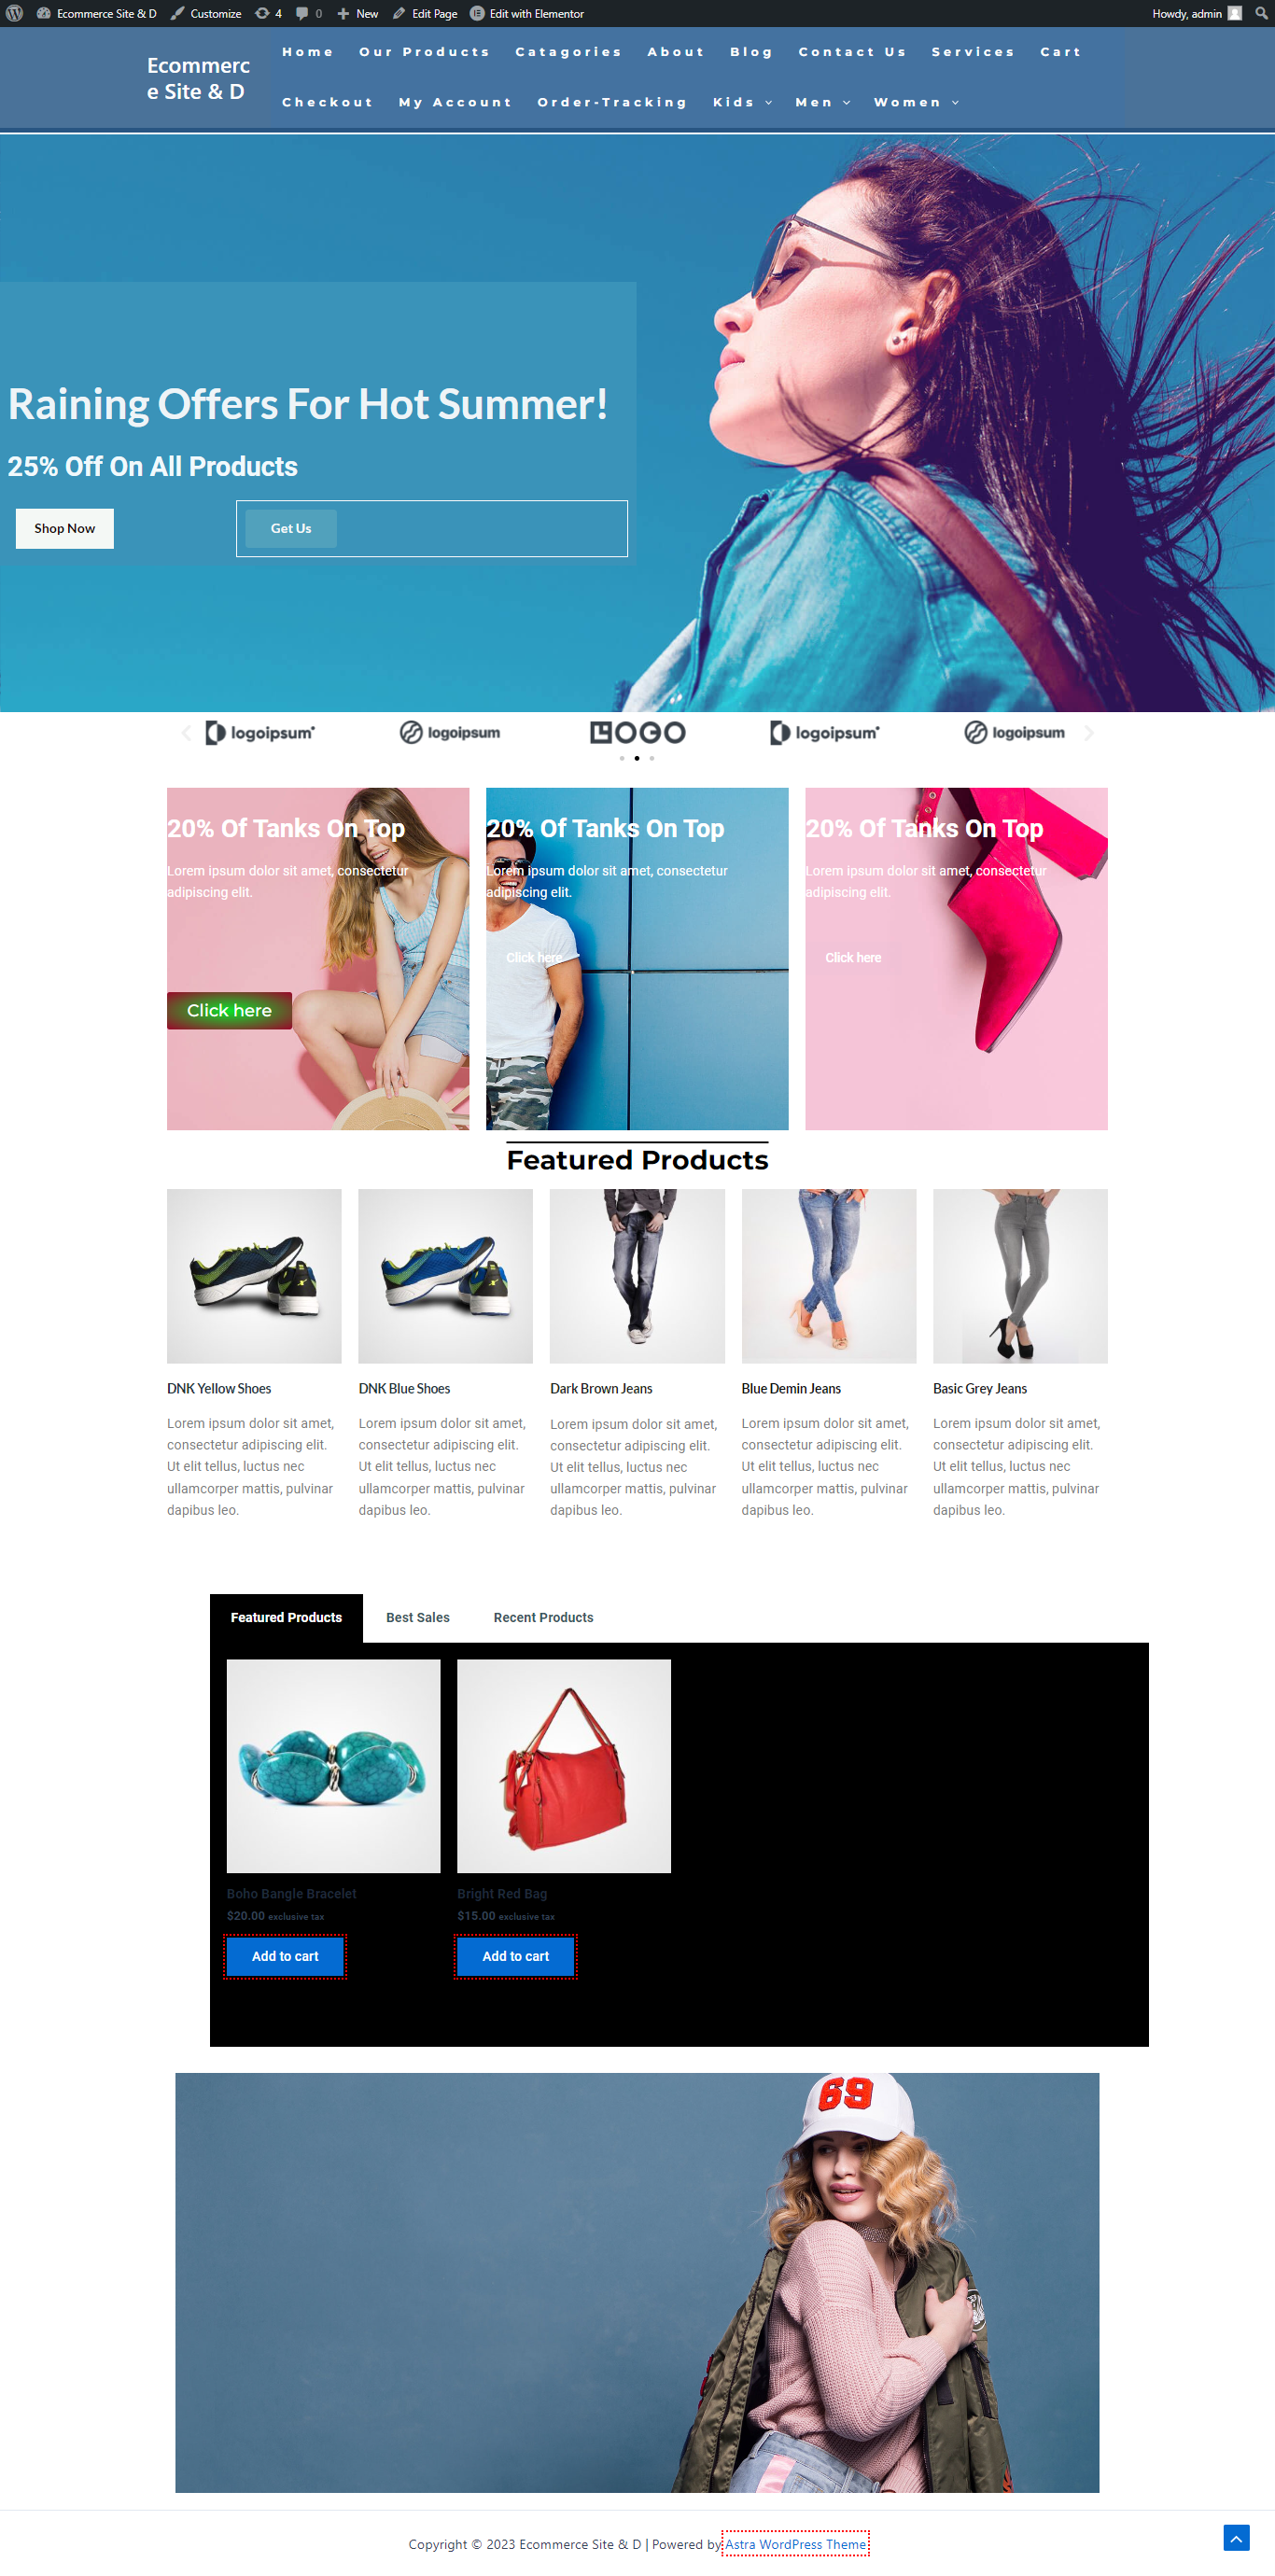 Ecommerce Site & D Customize 4 0 New Edit Page Edit with Elementor Howdy, admin
Ecommerc
e Site & D
Home Our Products Catagories About Blog Contact Us Services Cart
Checkout My Account Order-Tracking Kids Men Women
Raining Offers For Hot Summer!
25% Off On All Products
Shop Now Get Us
logoipsum logoipsum LOGO logoipsum logoipsum
20% Of Tanks On Top
Lorem ipsum dolor sit amet, consectetur
adipiscing elit.
Click here
20% Of Tanks On Top
Lorem ipsum dolor sit amet, consectetur
adipiscing elit.
Click here
20% Of Tanks On Top
Lorem ipsum dolor sit amet, consectetur
adipiscing elit.
Click here
Featured Products
DNK Yellow Shoes
Lorem ipsum dolor sit amet,
consectetur adipiscing elit.
Ut elit tellus, luctus nec
ullamcorper mattis, pulvinar
dapibus leo.
DNK Blue Shoes
Lorem ipsum dolor sit amet,
consectetur adipiscing elit.
Ut elit tellus, luctus nec
ullamcorper mattis, pulvinar
dapibus leo.
Dark Brown Jeans
Lorem ipsum dolor sit amet,
consectetur adipiscing elit.
Ut elit tellus, luctus nec
ullamcorper mattis, pulvinar
dapibus leo.
Blue Demin Jeans
Lorem ipsum dolor sit amet,
consectetur adipiscing elit.
Ut elit tellus, luctus nec
ullamcorper mattis, pulvinar
dapibus leo.
Basic Grey Jeans
Lorem ipsum dolor sit amet,
consectetur adipiscing elit.
Ut elit tellus, luctus nec
ullamcorper mattis, pulvinar
dapibus leo.
Featured Products Best Sales Recent Products
Boho Bangle Bracelet
$20.00 exclusive tax
Add to cart
Bright Red Bag
$15.00 exclusive tax
Add to cart
69
Copyright © 2023 Ecommerce Site & D | Powered by Astra WordPress Theme